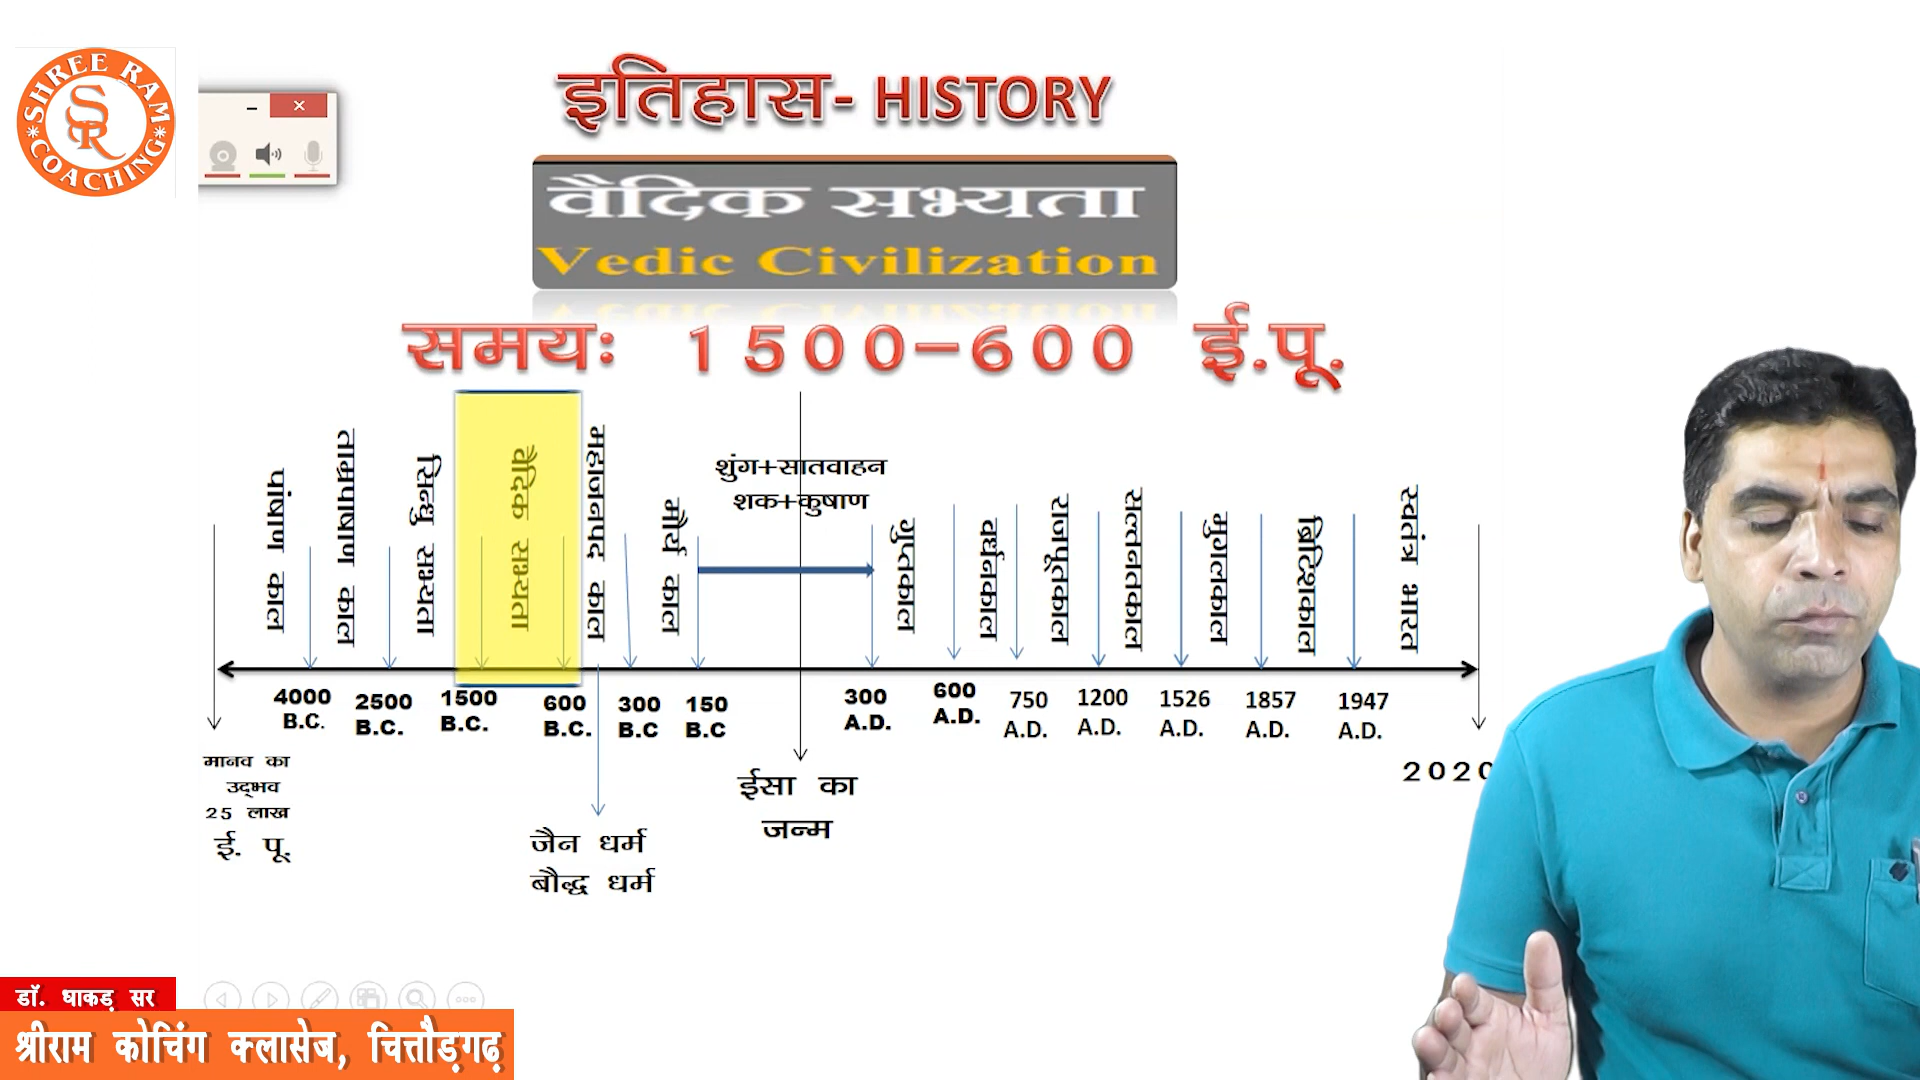 SHREE RAM
COACHING
SR
इतिहास- HISTORY
वैदिक सभ्यता
Vedic Civilization
समयः 1500-600 ई.पू.
पांषाण काल
ताम्रपाषाण काल
सिन्धु सभ्यता
वैदिक सभ्यता
महाजनपद काल
मौर्य काल
शुंग+सातवाहन
शक+कुषाण
गुप्तकाल
वर्धनकाल
राजपूतकाल
सल्तनतकाल
मुगलकाल
ब्रिटिशकाल
स्वतंत्र भारत
4000
B.C.
2500
B.C.
1500
B.C.
600
B.C.
300
B.C
150
B.C
300
A.D.
600
A.D.
750
A.D.
1200
A.D.
1526
A.D.
1857
A.D.
1947
A.D.
2020
मानव का
उद्भव
25 लाख
ई. पू.
जैन धर्म
बौद्ध धर्म
ईसा का
जन्म
डॉ. धाकड़ सर
श्रीराम कोचिंग क्लासेज, चित्तौड़गढ़